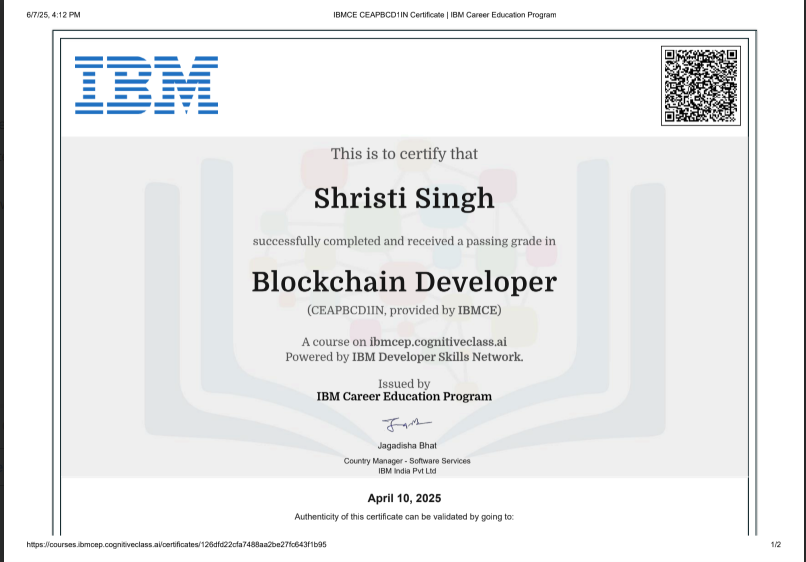 6/7/25, 4:12 PM
IBMCE CEAPBCD1IN Certificate | IBM Career Education Program
IBM
This is to certify that
Shristi Singh
successfully completed and received a passing grade in
Blockchain Developer
(CEAPBCD1IN, provided by IBMCE)
A course on ibmcep.cognitiveclass.ai
Powered by IBM Developer Skills Network.
Issued by
IBM Career Education Program
Jagadisha Bhat
Country Manager - Software Services
IBM India Pvt Ltd
April 10, 2025
Authenticity of this certificate can be validated by going to:
https://courses.ibmcep.cognitiveclass.ai/certificates/126dfd22cfa7488aa2be27fc643f1b95
1/2